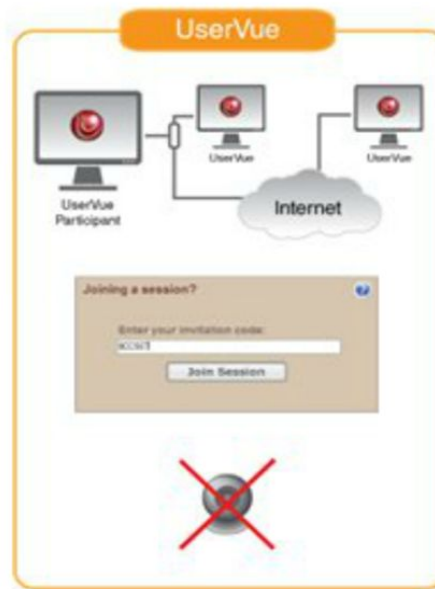 UserVue
UserVue
UserVue
UserVue
Participant
Internet
Joining a session?
Enter your invitation code:
Join Session